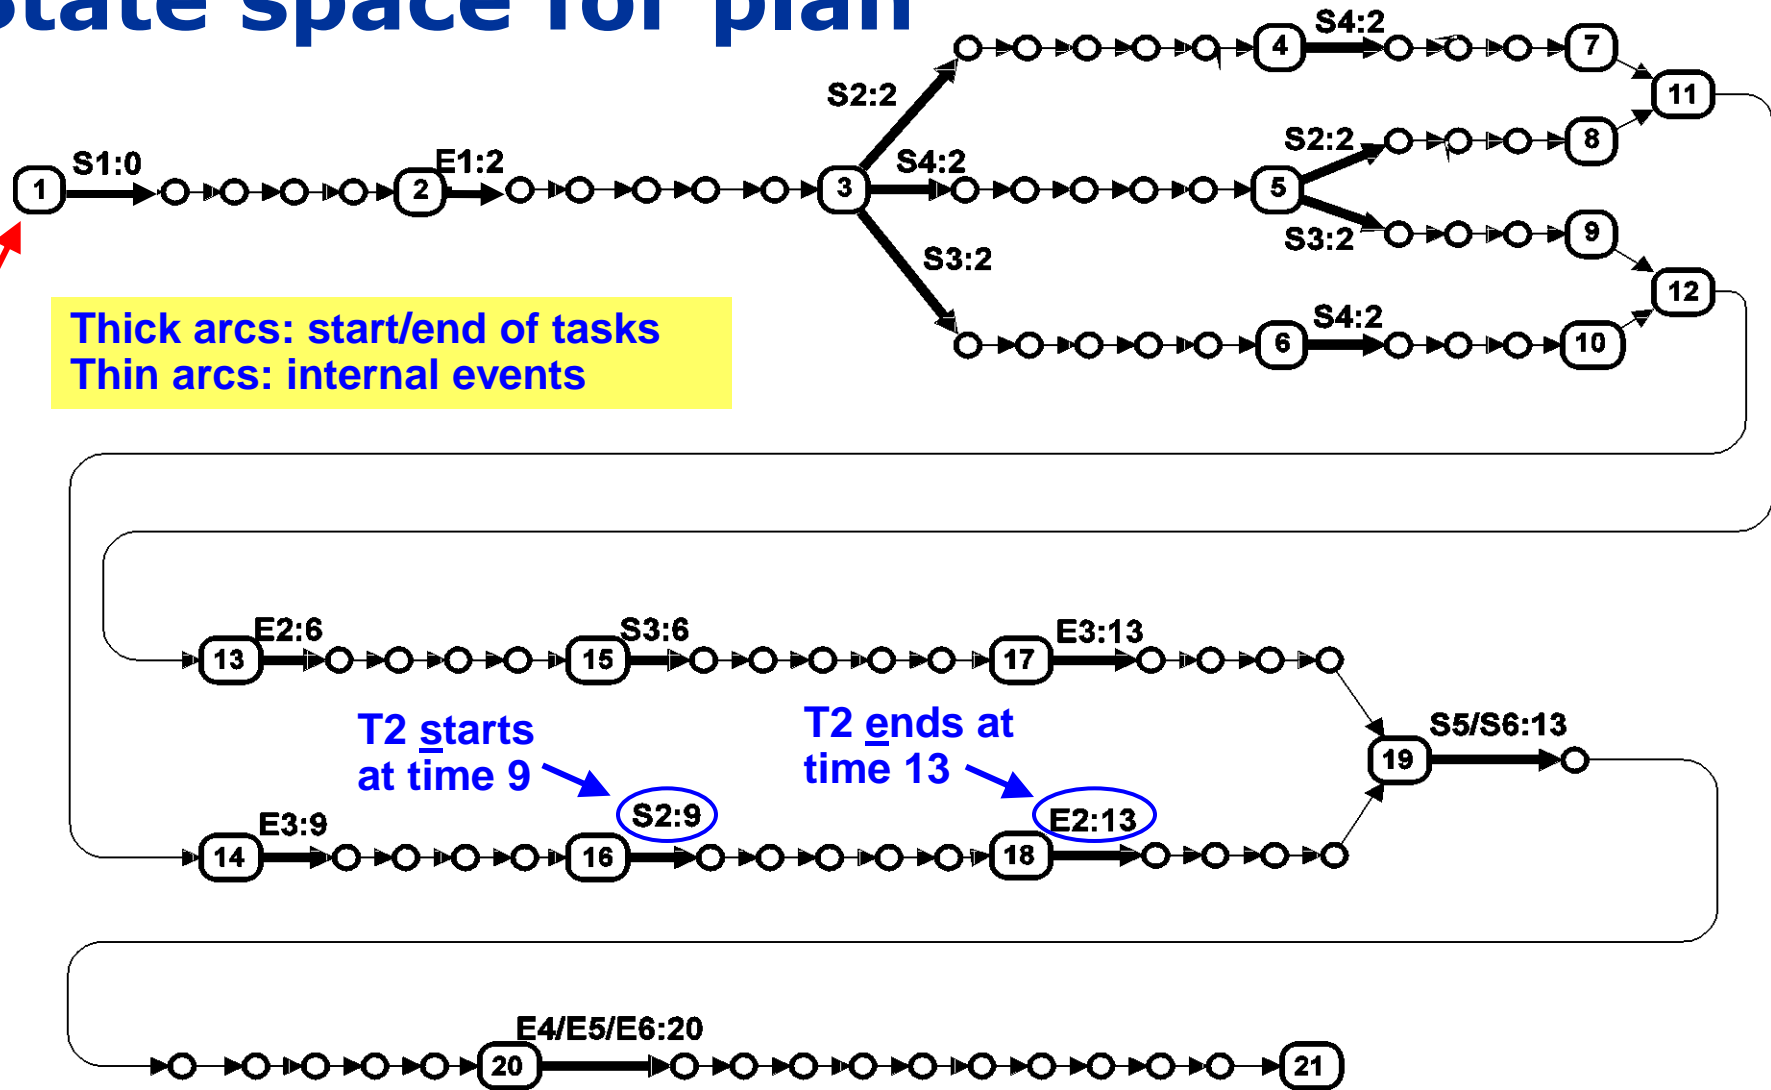 State space for plan
S4:2
4
7
S2:2
11
S2:2
8
S1:0
E1:2
S4:2
1
2
3
5
S3:2
9
S3:2
12
S4:2
6
10
Thick arcs: start/end of tasks
Thin arcs: internal events
E2:6
S3:6
E3:13
13
15
17
T2 starts
at time 9
T2 ends at
time 13
S5/S6:13
19
E3:9
S2:9
E2:13
14
16
18
E4/E5/E6:20
20
21